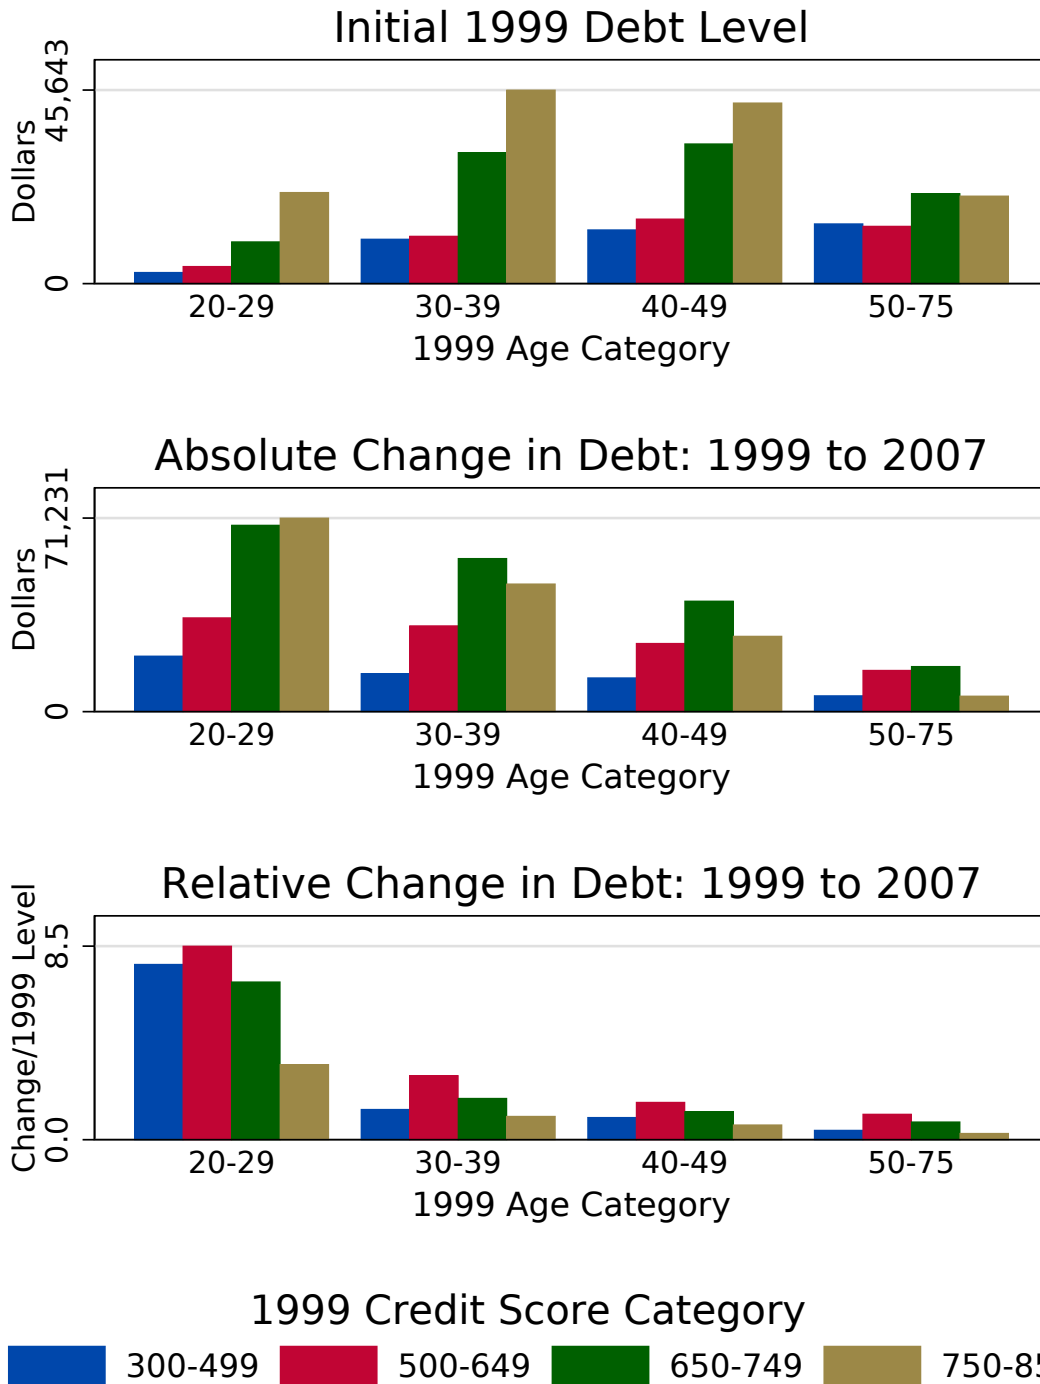 Initial 1999 Debt Level
Dollars
45,643
0
20-29 30-39 40-49 50-75
1999 Age Category
Absolute Change in Debt: 1999 to 2007
Dollars
71,231
0
20-29 30-39 40-49 50-75
1999 Age Category
Relative Change in Debt: 1999 to 2007
Change/1999 Level
8.5
0.0
20-29 30-39 40-49 50-75
1999 Age Category
1999 Credit Score Category
300-499 500-649 650-749